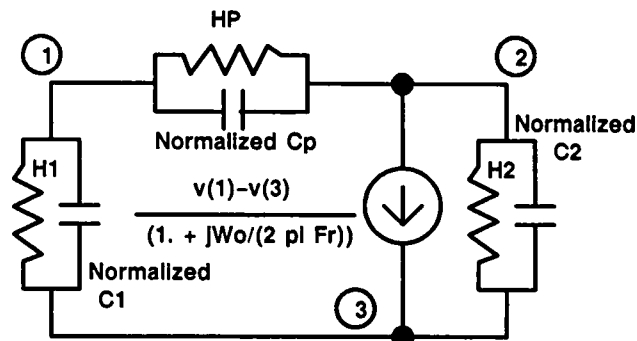 HP
1
2
Normalized Cp
Normalized
C2
H1
H2
v(1)-v(3)
(1. + jWo/(2 pi Fr))
Normalized
C1
3